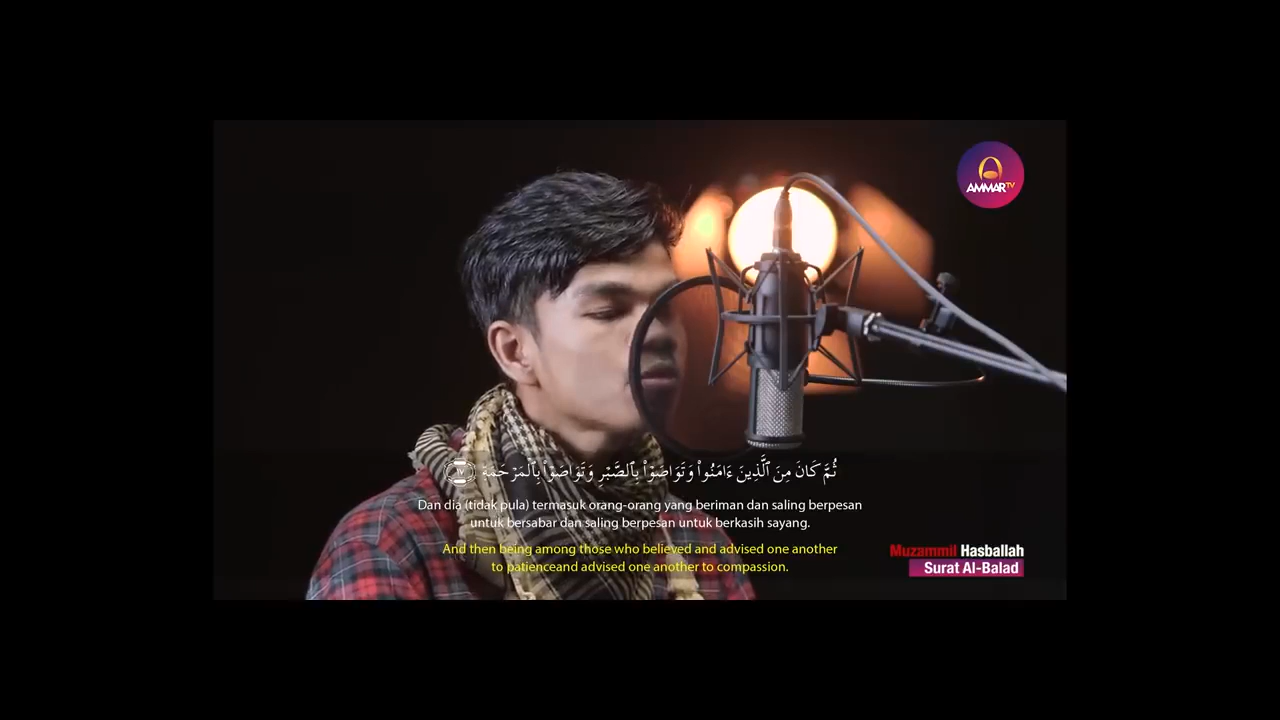 AMMAR TV
ثُمَّ كَانَ مِنَ ٱلَّذِينَ ءَامَنُوا۟ وَتَوَاصَوْا۟ بِٱلصَّبْرِ وَتَوَاصَوْا۟ بِٱلْمَرْحَمَةِ ١٧
Dan dia (tidak pula) termasuk orang-orang yang beriman dan saling berpesan
untuk bersabar dan saling berpesan untuk berkasih sayang.
And then being among those who believed and advised one another
to patienceand advised one another to compassion.
Muzammil Hasballah
Surat Al-Balad